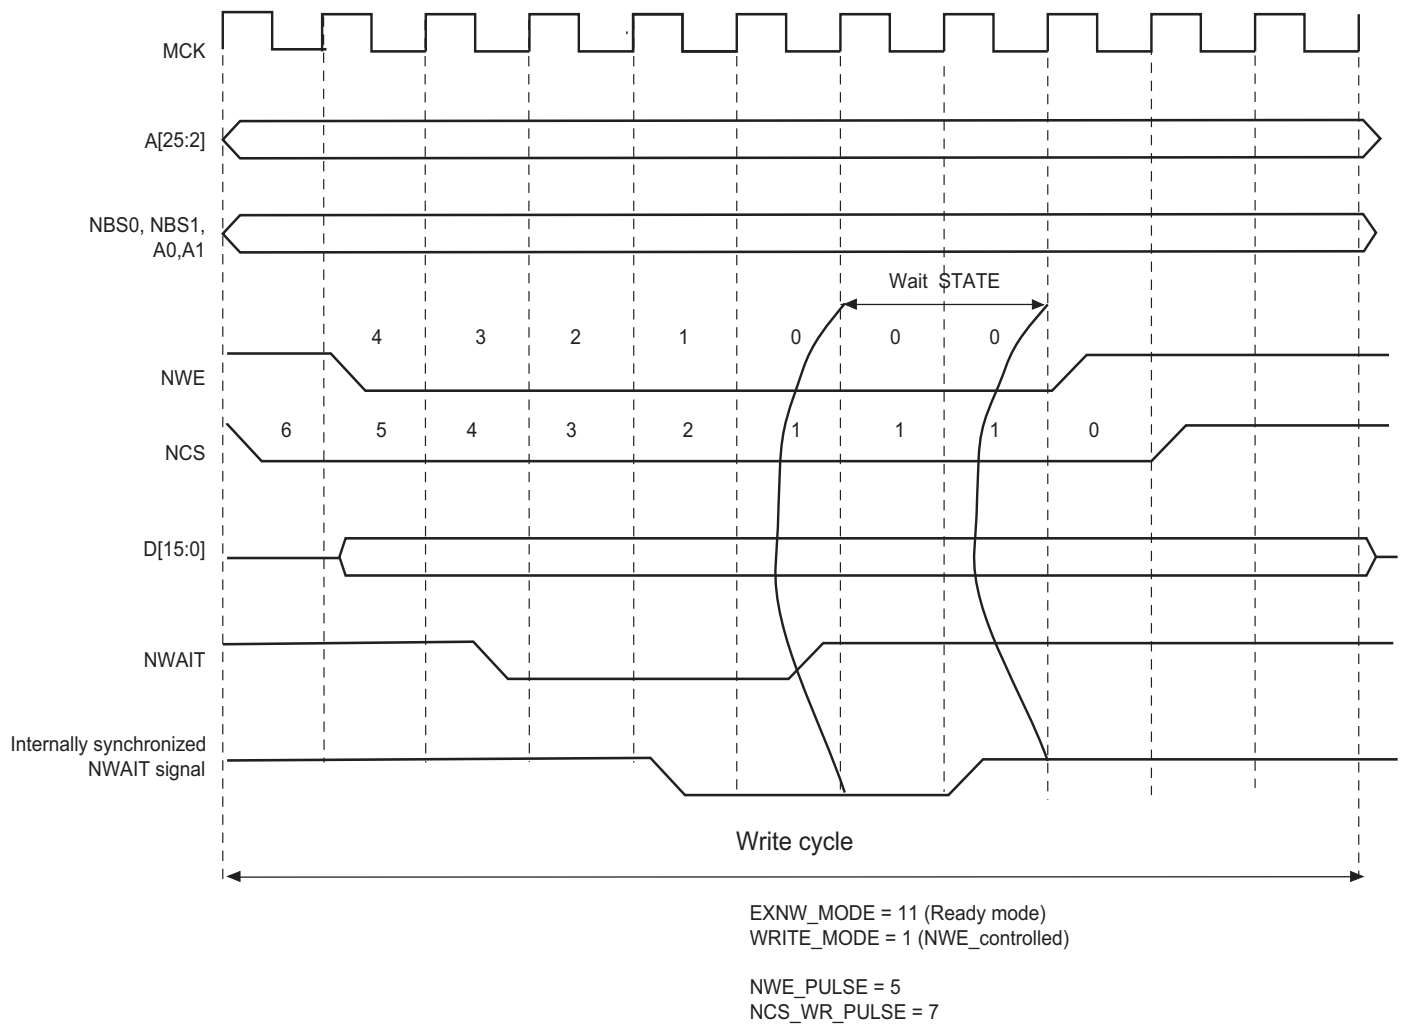 MCK
A[25:2]
NBS0, NBS1,
A0,A1
Wait STATE
4 3 2 1 0 0 0
NWE
6 5 4 3 2 1 1 1 0
NCS
D[15:0]
NWAIT
Internally synchronized
NWAIT signal
Write cycle
EXNW_MODE = 11 (Ready mode)
WRITE_MODE = 1 (NWE_controlled)
NWE_PULSE = 5
NCS_WR_PULSE = 7